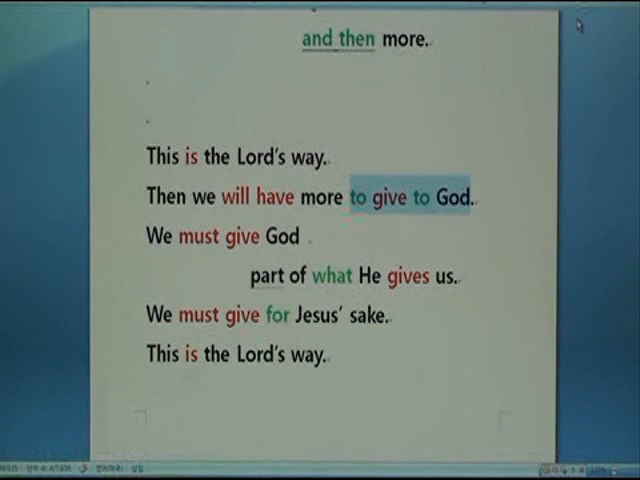 and then more.
This is the Lord's way.
Then we will have more to give to God.
We must give God
part of what He gives us.
We must give for Jesus' sake.
This is the Lord's way.